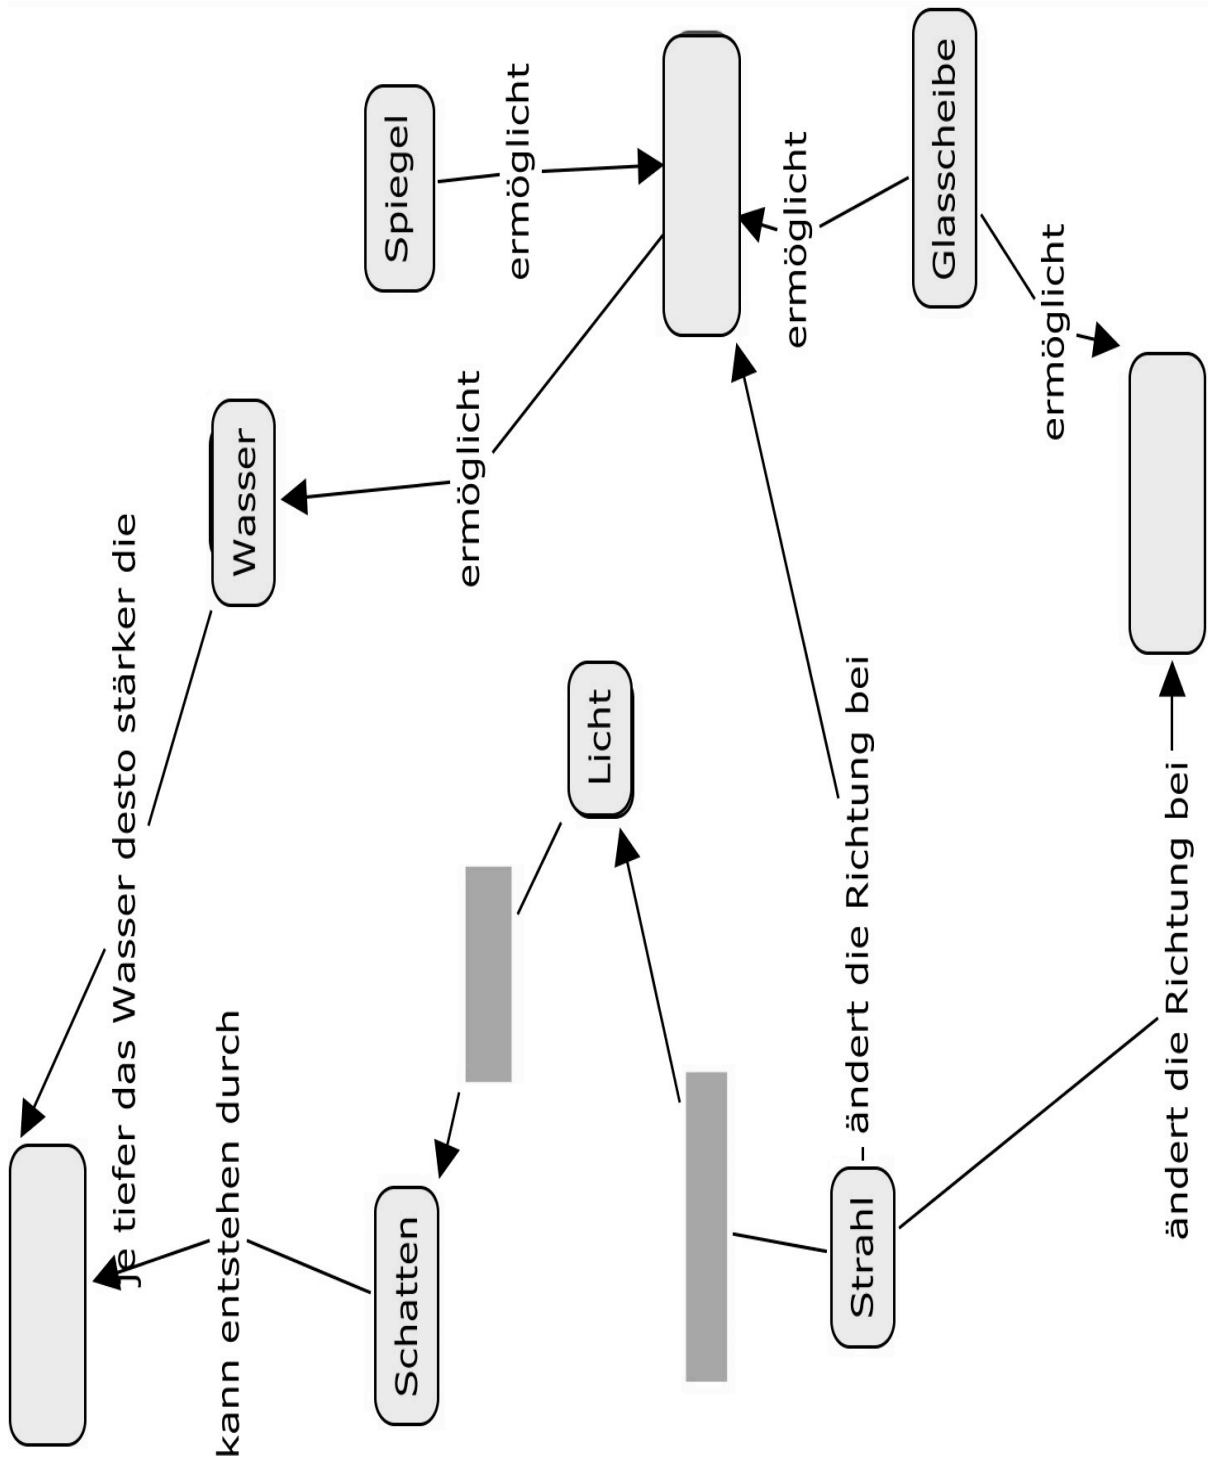 je tiefer das Wasser desto stärker die
kann entstehen durch
Wasser
Schatten
Spiegel
ermöglicht
ermöglicht
Licht
ermöglicht
Strahl
ändert die Richtung bei
Glasscheibe
ermöglicht
ändert die Richtung bei